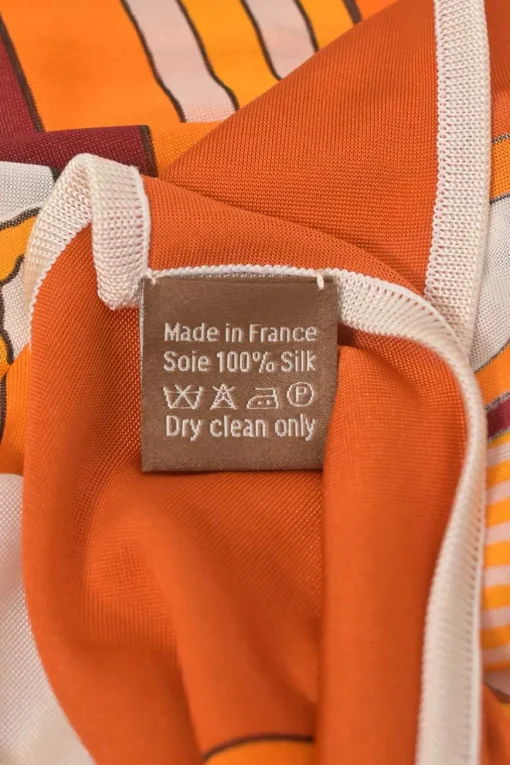 Made in France
Soie 100% Silk
P
Dry clean only